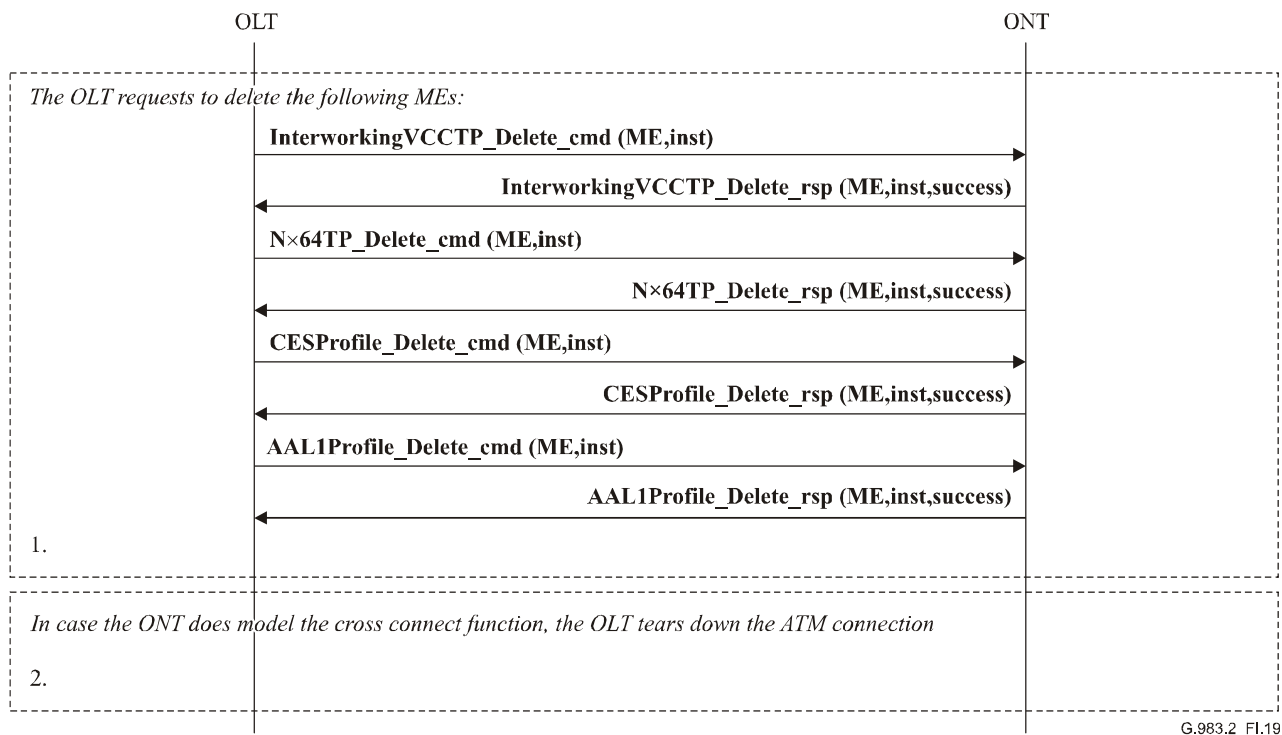 OLT
ONT
The OLT requests to delete the following MEs:
InterworkingVCCTP_Delete_cmd (ME,inst)
InterworkingVCCTP_Delete_rsp (ME,inst,success)
N×64TP_Delete_cmd (ME,inst)
N×64TP_Delete_rsp (ME,inst,success)
CESProfile_Delete_cmd (ME,inst)
CESProfile_Delete_rsp (ME,inst,success)
AAL1Profile_Delete_cmd (ME,inst)
AAL1Profile_Delete_rsp (ME,inst,success)
1.
In case the ONT does model the cross connect function, the OLT tears down the ATM connection
2.
G.983.2_FI.19